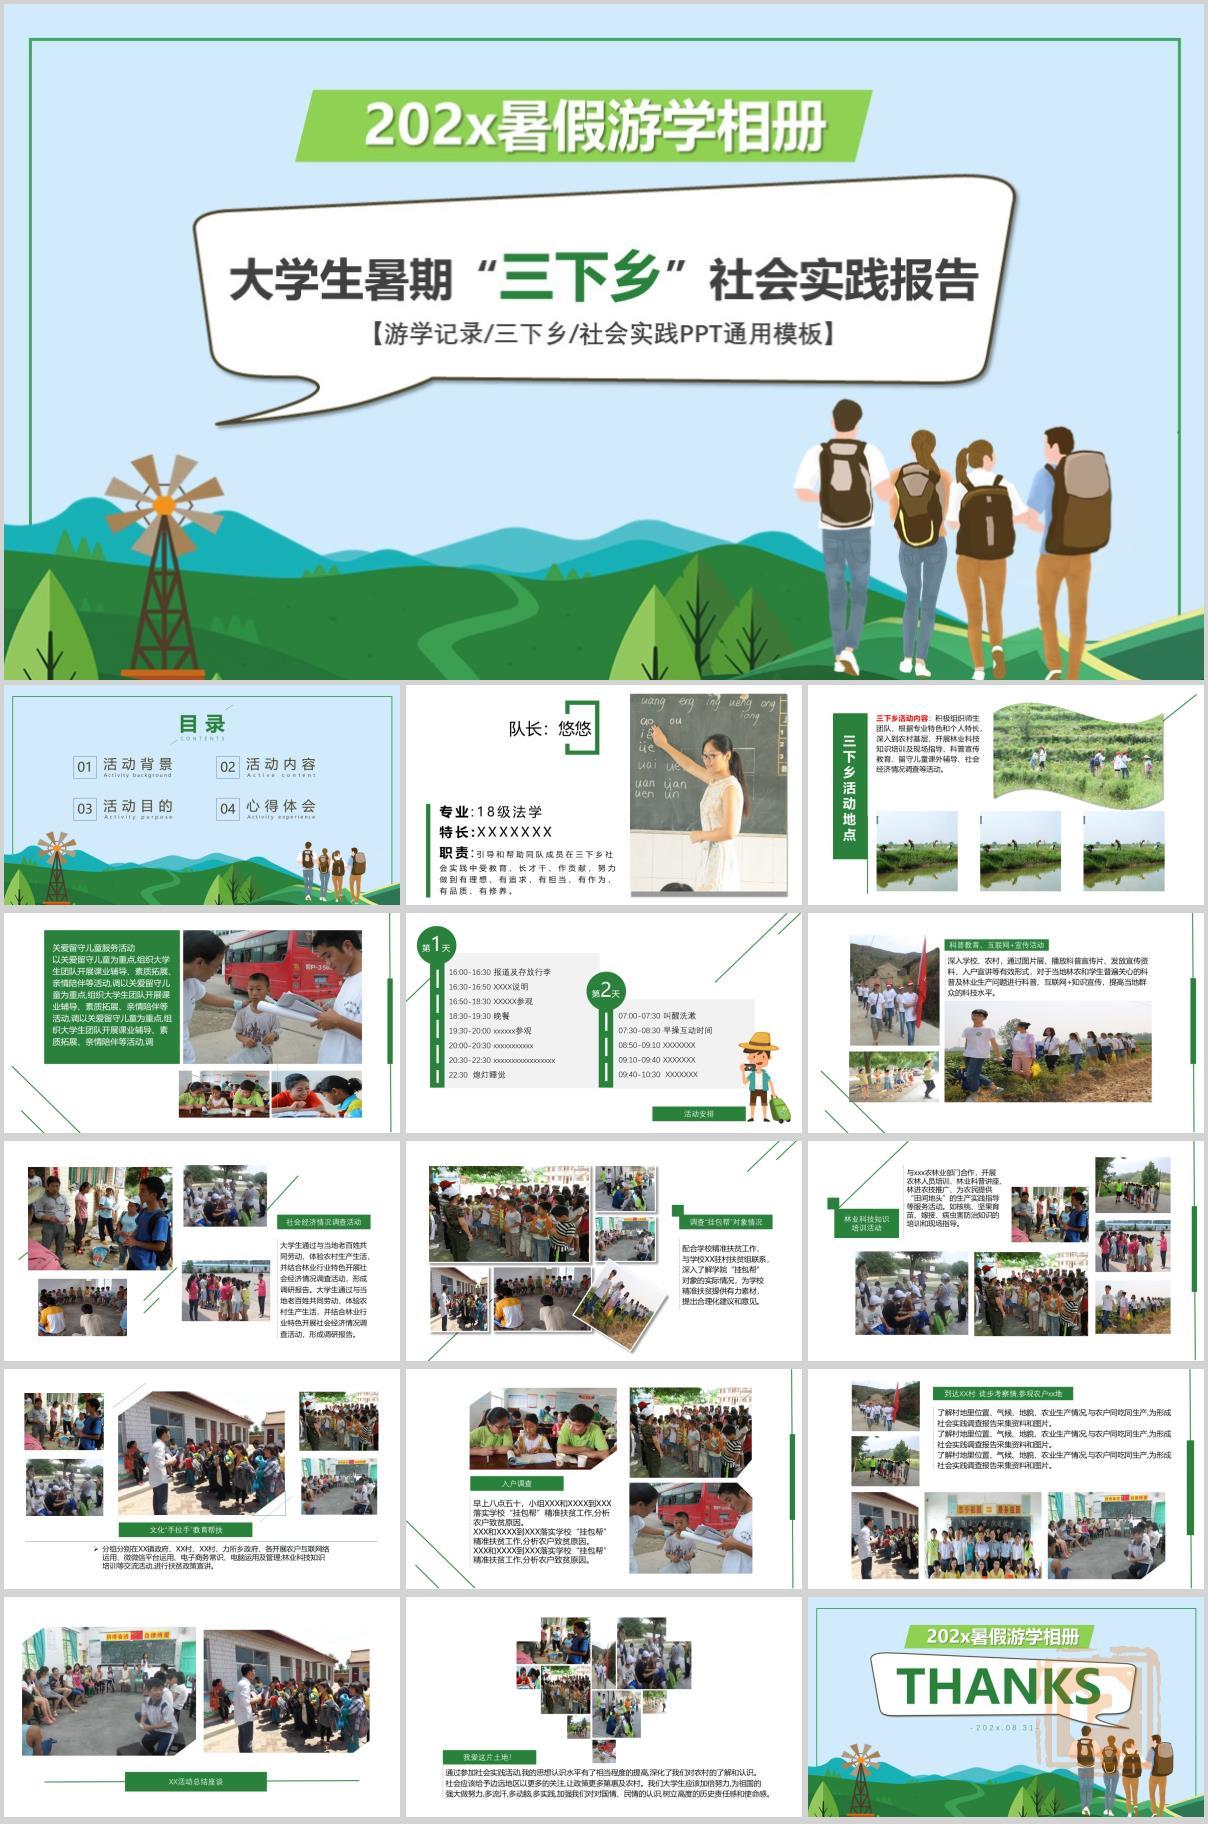 202x暑假游学相册
大学生暑期“三下乡”社会实践报告
【游学记录/三下乡/社会实践PPT通用模板】
目录
CONTENTS
01 活动背景
Activity background
02 活动内容
Active content
03 活动目的
Activity purpose
04 心得体会
Activity experience
队长：悠悠
专业:18级法学
特长:XXXXXXX
职责:引导和帮助同队成员在三下乡社
会实践中受教育、长才干、作贡献，努力
做到有理想、有追求，有担当，有作为，
有品质、有修养。
三下乡活动地点
三下乡活动内容：积极组织师生
团队，根据专业特色和个人特长，
深入到农村基层，开展林业科技
知识培训及现场指导、科普宣传
教育、留守儿童课外辅导、社会
经济情况调查等活动。
关爱留守儿童服务活动
以关爱留守儿童为重点,组织大学
生团队开展课业辅导、素质拓展、
亲情陪伴等活动,调以关爱留守儿
童为重点,组织大学生团队开展课
业辅导、素质拓展、亲情陪伴等
活动,调以关爱留守儿童为重点,组
织大学生团队开展课业辅导、素
质拓展、亲情陪伴等活动,调
第1天
16:00-16:30 报道及存放行李
16:30-16:50 XXXX说明
16:50-18:30 XXXXX参观
18:30-19:30 晚餐
19:30-20:00 xxxxxx参观
20:00-20:30 xxxxxxxxxxx
20:30-22:30 xxxxxxxxxxxxxxxxx
22:30 熄灯睡觉
第2天
07:00-07:30 叫醒洗漱
07:30-08:30 早操互动时间
08:50-09:10 XXXXXXX
09:10-09:40 XXXXXXX
09:40-10:30 XXXXXXX
活动安排
科普教育、互联网+宣传活动
深入学校、农村，通过图片展、播放科普宣传片、发放宣传资
料、入户宣讲等有效形式，对于当地林农和学生普遍关心的科
普及林业生产问题进行科普、互联网+知识宣传，提高当地群
众的科技水平。
社会经济情况调查活动
大学生通过与当地老百姓共
同劳动，体验农村生产生活，
并结合林业行业特色开展社
会经济情况调查活动，形成
调研报告。大学生通过与当
地老百姓共同劳动，体验农
村生产生活，并结合林业行
业特色开展社会经济情况调
查活动，形成调研报告。
调查“挂包帮”对象情况
配合学校精准扶贫工作，
与学校XX驻村扶贫组联系，
深入了解学院“挂包帮”
对象的实际情况，为学校
精准扶贫提供有力素材，
提出合理化建议和意见。
林业科技知识
培训活动
与xxx农林业部门合作，开展
农林人员培训、林业科普讲座、
林进农技推广、为农民提供
“田间地头”的生产实践指导
等服务活动。如核桃、坚果育
苗、嫁接、病虫害防治知识的
培训和现场指导。
文化“手拉手”教育帮扶
分组分别在XX镇政府、XX村、XX村、力所乡政府、各开展农户互联网络
运用、微微信平台运用、电子商务常识、电脑运用及管理;林业科技知识
培训等交流活动,进行扶贫政策宣讲。
入户调查
早上八点五十，小组XXX和XXXX到XXX
落实学校“挂包帮”精准扶贫工作,分析
农户致贫原因。
XXX和XXXX到XXX落实学校“挂包帮”
精准扶贫工作,分析农户致贫原因。
XXX和XXXX到XXX落实学校“挂包帮”
精准扶贫工作,分析农户致贫原因。
到达XX村 徒步考察情,参观农户xx地
了解村地里位置、气候、地貌、农业生产情况,与农户同吃同生产,为形成
社会实践调查报告采集资料和图片。
了解村地里位置、气候、地貌、农业生产情况,与农户同吃同生产,为形成
社会实践调查报告采集资料和图片。
了解村地里位置、气候、地貌、农业生产情况,与农户同吃同生产,为形成
社会实践调查报告采集资料和图片。
XX活动总结座谈
我爱这片土地!
通过参加社会实践活动,我的思想认识水平有了相当程度的提高,深化了我们对农村的了解和认识。
社会应该给予边远地区以更多的关注,让政策更多第惠及农村。我们大学生应该加倍努力,为祖国的
强大做努力,多流汗,多动脑,多实践,加强我们对对国情、民情的认识,树立高度的历史责任感和使命感。
202x暑假游学相册
THANKS
-202x.08.31-